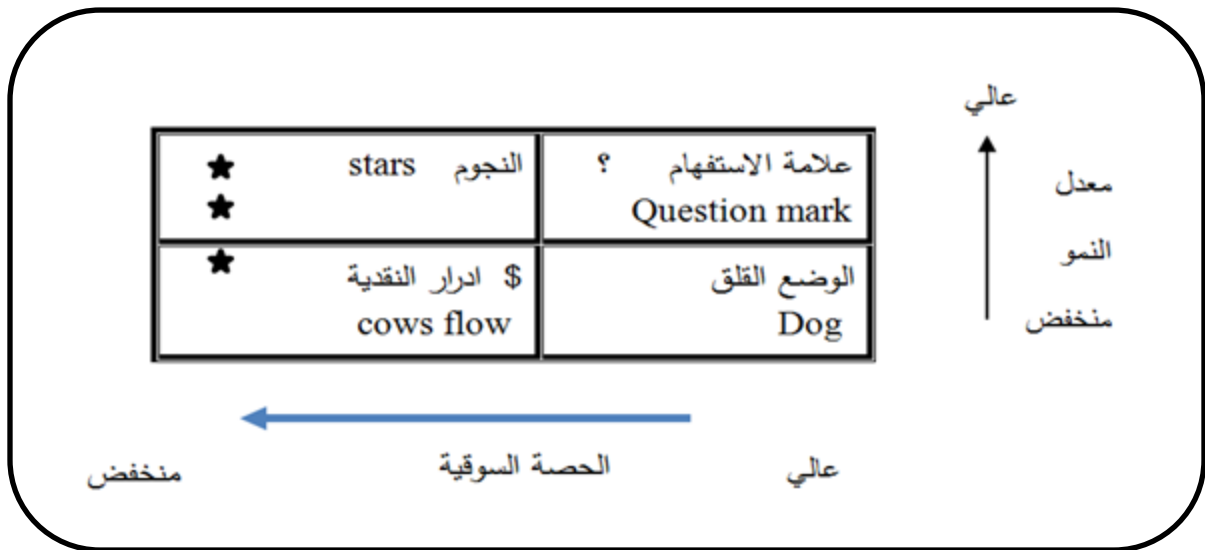 عالي
معدل
النمو
منخفض
علامة الاستفهام ؟
Question mark
النجوم stars
الوضع القلق
Dog
$ ادرار النقدية
cows flow
عالي
الحصة السوقية
منخفض